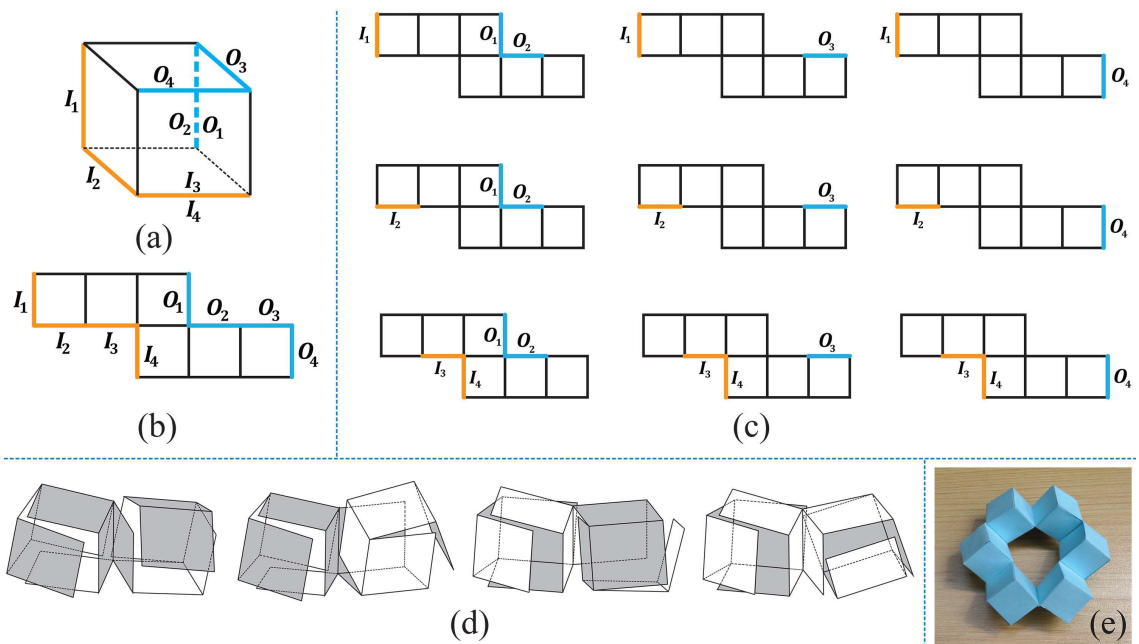 O₃
O₄
I₁
O₂ O₁
I₂
I₃
I₄
(a)
I₁
O₁ O₂ O₃
I₂ I₃ I₄ O₄
(b)
I₁ O₁ O₂
I₁ O₃
I₁ O₄
O₁ O₂
I₂
O₃
I₂
I₂ O₄
O₁ O₂
I₃ I₄
O₃
I₃ I₄
I₃ I₄ O₄
(c)
(d)
(e)